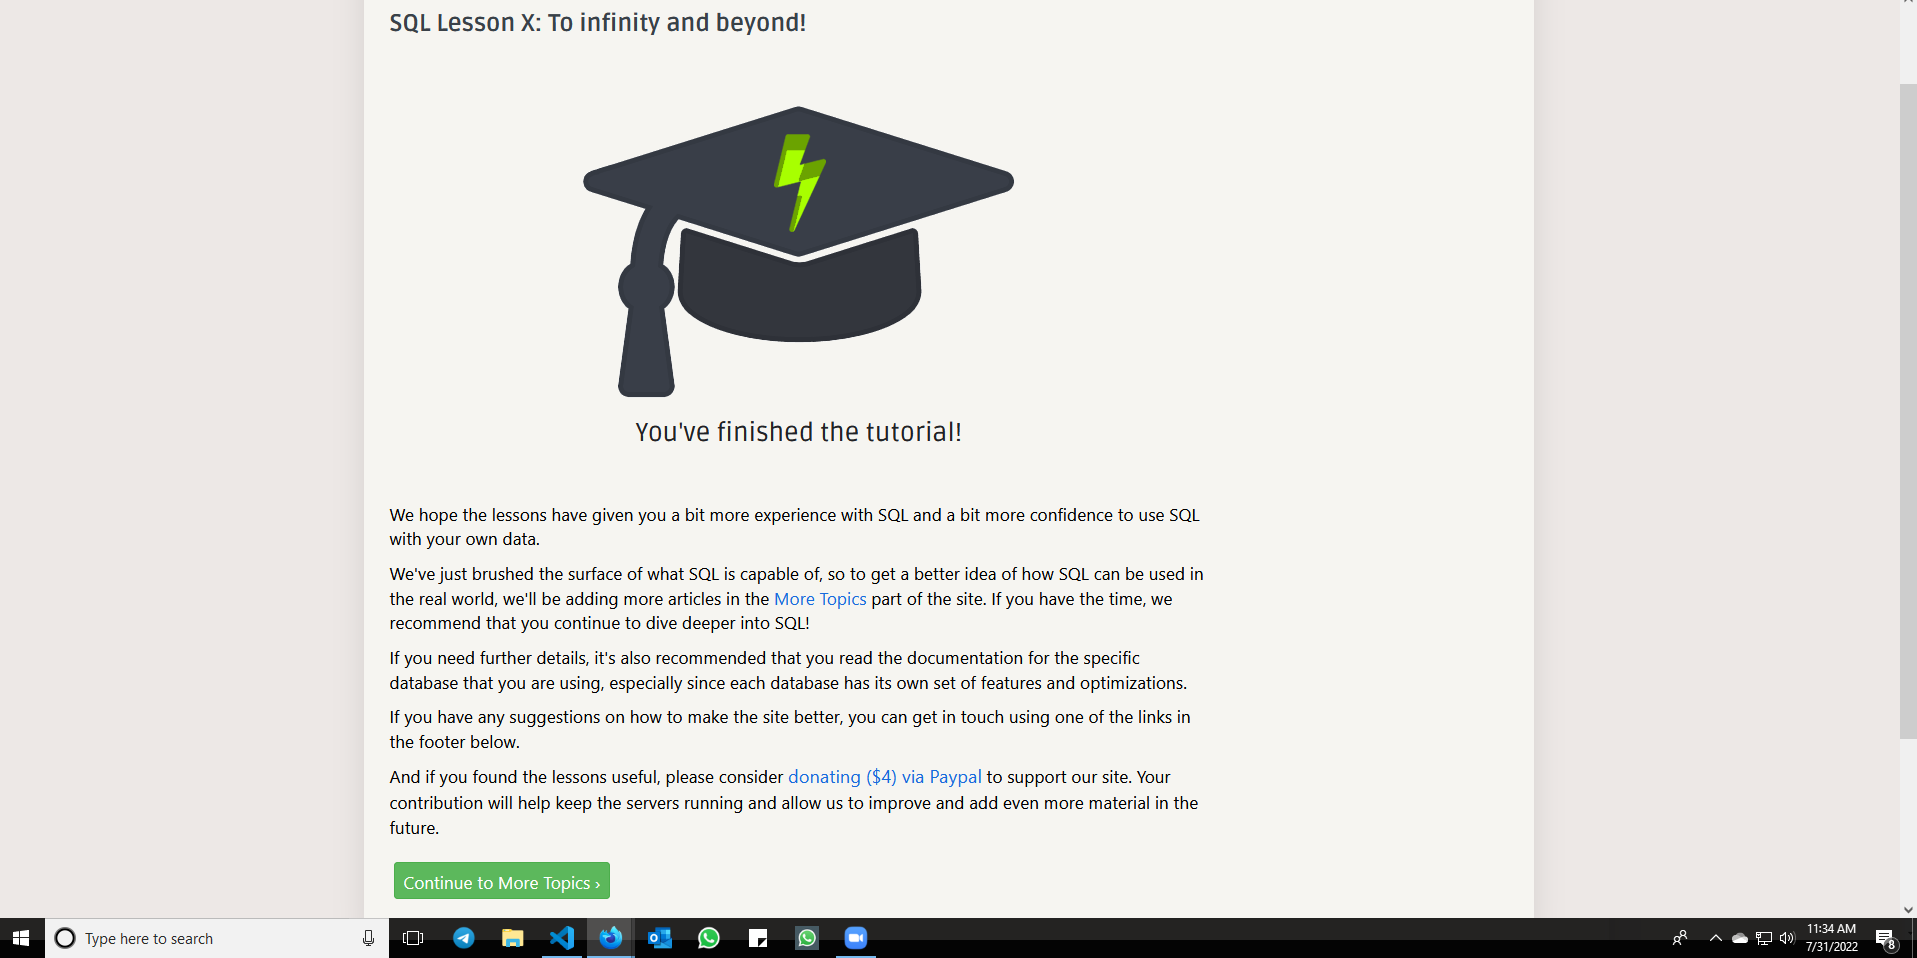 SQL Lesson X: To infinity and beyond!
You've finished the tutorial!
We hope the lessons have given you a bit more experience with SQL and a bit more confidence to use SQL
with your own data.
We've just brushed the surface of what SQL is capable of, so to get a better idea of how SQL can be used in
the real world, we'll be adding more articles in the More Topics part of the site. If you have the time, we
recommend that you continue to dive deeper into SQL!
If you need further details, it's also recommended that you read the documentation for the specific
database that you are using, especially since each database has its own set of features and optimizations.
If you have any suggestions on how to make the site better, you can get in touch using one of the links in
the footer below.
And if you found the lessons useful, please consider donating ($4) via Paypal to support our site. Your
contribution will help keep the servers running and allow us to improve and add even more material in the
future.
Continue to More Topics ›
Type here to search
11:34 AM
7/31/2022
8